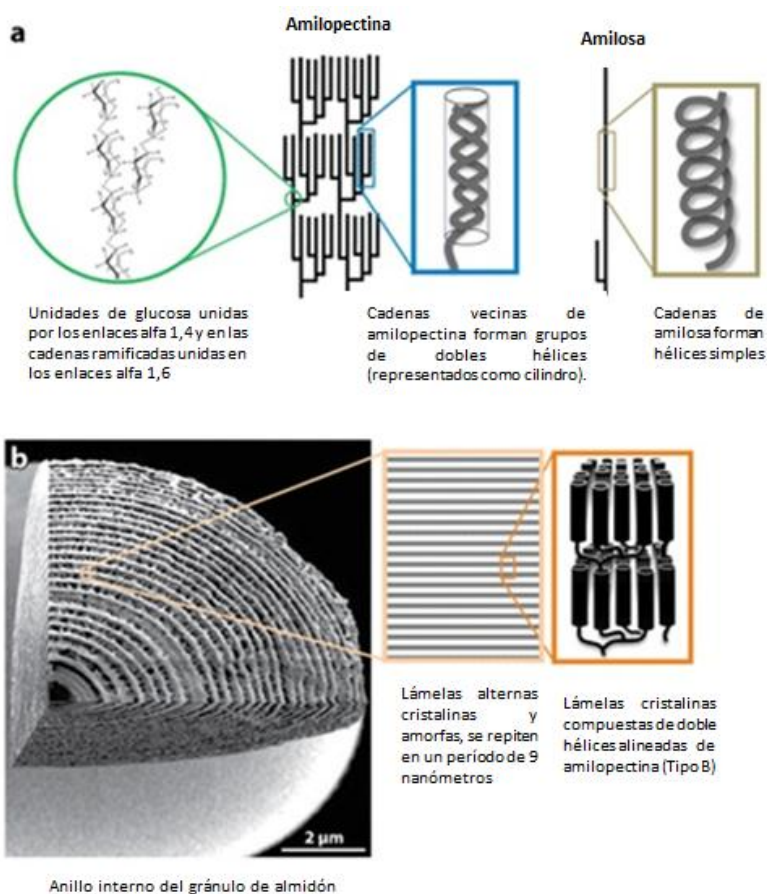 a
Amilopectina
Amilosa
Unidades de glucosa unidas
por los enlaces alfa 1,4 y en las
cadenas ramificadas unidas en
los enlaces alfa 1,6
Cadenas vecinas de
amilopectina forman grupos
de dobles hélices
(representados como cilindro).
Cadenas de
amilosa forman
hélices simples
b
2 µm
Lámelas alternas
cristalinas y
amorfas, se repiten
en un período de 9
nanómetros
Lámelas cristalinas
compuestas de doble
hélices alineadas de
amilopectina (Tipo B)
Anillo interno del gránulo de almidón